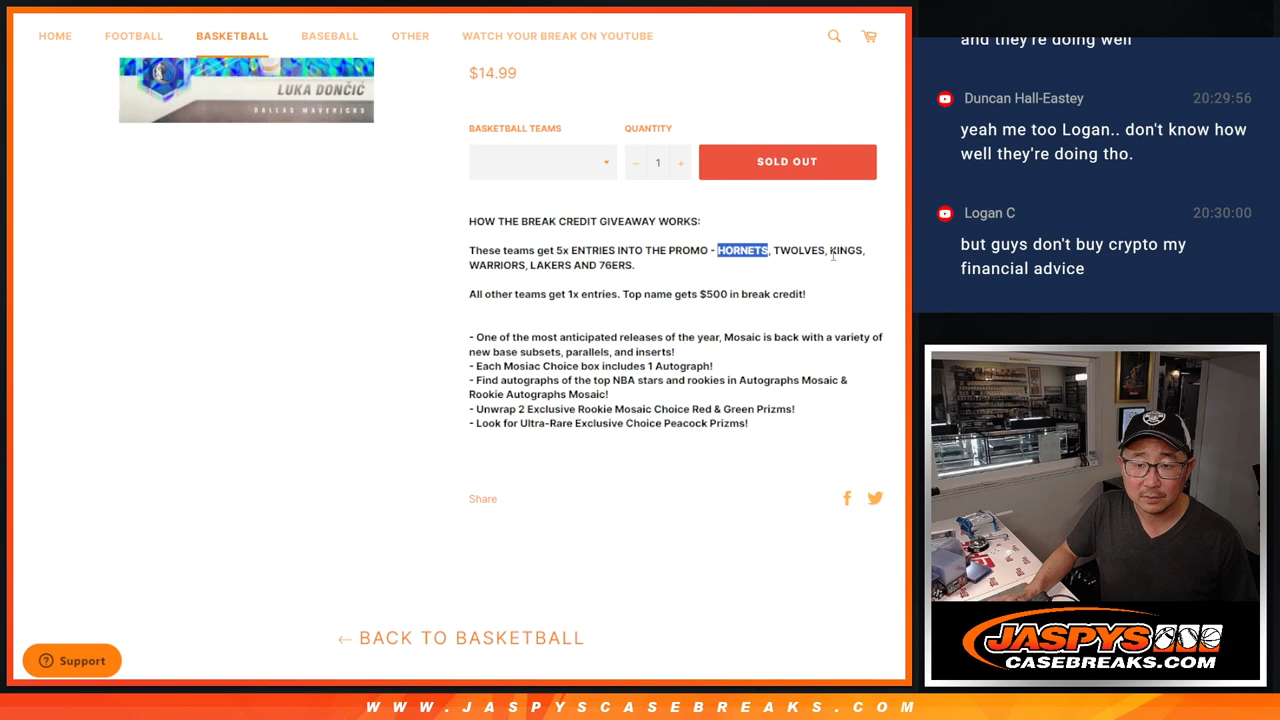 HOME FOOTBALL BASKETBALL BASEBALL OTHER WATCH YOUR BREAK ON YOUTUBE
LUKA DONČIĆ
DALLAS MAVERICKS
$14.99
BASKETBALL TEAMS QUANTITY
− 1 + SOLD OUT
HOW THE BREAK CREDIT GIVEAWAY WORKS:
These teams get 5x ENTRIES INTO THE PROMO - HORNETS, TWOLVES, KINGS,
WARRIORS, LAKERS AND 76ERS.
All other teams get 1x entries. Top name gets $500 in break credit!
- One of the most anticipated releases of the year, Mosaic is back with a variety of
new base subsets, parallels, and inserts!
- Each Mosiac Choice box includes 1 Autograph!
- Find autographs of the top NBA stars and rookies in Autographs Mosaic &
Rookie Autographs Mosaic!
- Unwrap 2 Exclusive Rookie Mosaic Choice Red & Green Prizms!
- Look for Ultra-Rare Exclusive Choice Peacock Prizms!
Share
← BACK TO BASKETBALL
Support
and they're doing well
Duncan Hall-Eastey 20:29:56
yeah me too Logan.. don't know how
well they're doing tho.
Logan C 20:30:00
but guys don't buy crypto my
financial advice
JASPYS
CASEBREAKS.COM
WWW.JASPYSCASEBREAKS.COM